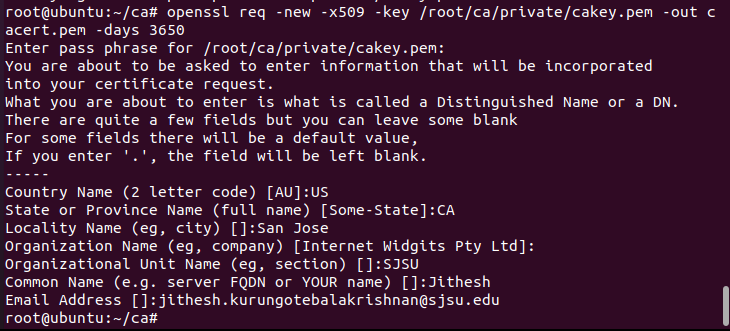 root@ubuntu:~/ca# openssl req -new -x509 -key /root/ca/private/cakey.pem -out c
acert.pem -days 3650
Enter pass phrase for /root/ca/private/cakey.pem:
You are about to be asked to enter information that will be incorporated
into your certificate request.
What you are about to enter is what is called a Distinguished Name or a DN.
There are quite a few fields but you can leave some blank
For some fields there will be a default value,
If you enter '.', the field will be left blank.
-----
Country Name (2 letter code) [AU]:US
State or Province Name (full name) [Some-State]:CA
Locality Name (eg, city) []:San Jose
Organization Name (eg, company) [Internet Widgits Pty Ltd]:
Organizational Unit Name (eg, section) []:SJSU
Common Name (e.g. server FQDN or YOUR name) []:Jithesh
Email Address []:jithesh.kurungotebalakrishnan@sjsu.edu
root@ubuntu:~/ca#